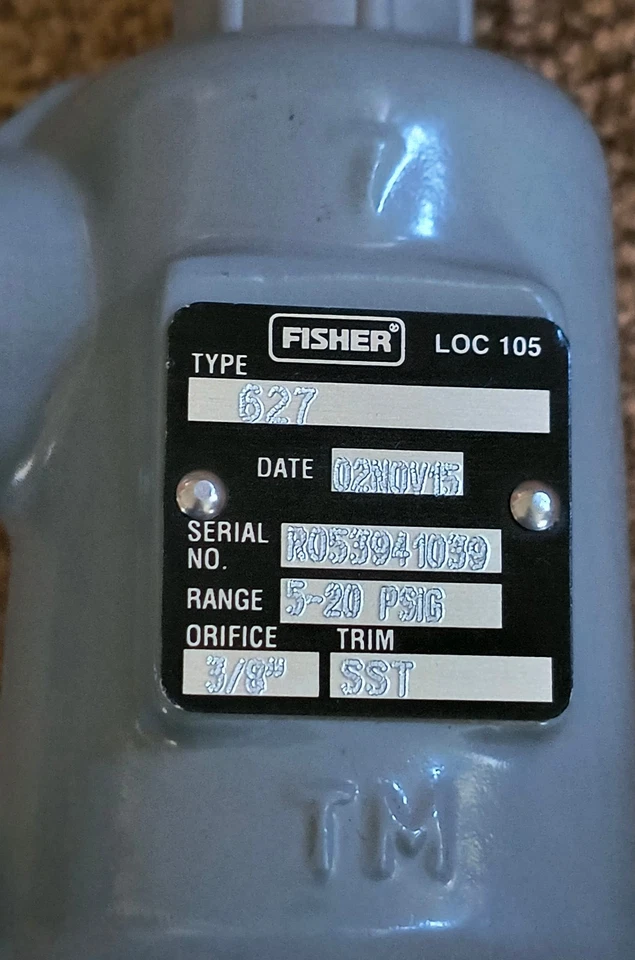 FISHER® LOC 105
TYPE
627
DATE 02NOV15
SERIAL NO. R053941039
RANGE 5-20 PSIG
ORIFICE TRIM
3/8" SST
TM